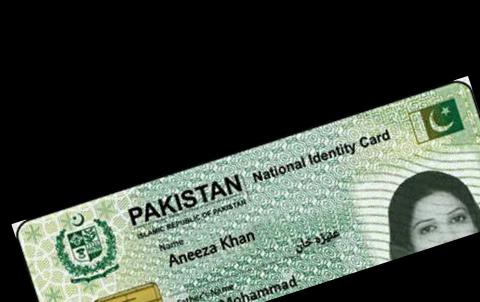 PAKISTAN National Identity Card
ISLAMIC REPUBLIC OF PAKISTAN
Name
Aneeza Khan
عنیزہ خان
Father's Name
Mohammad